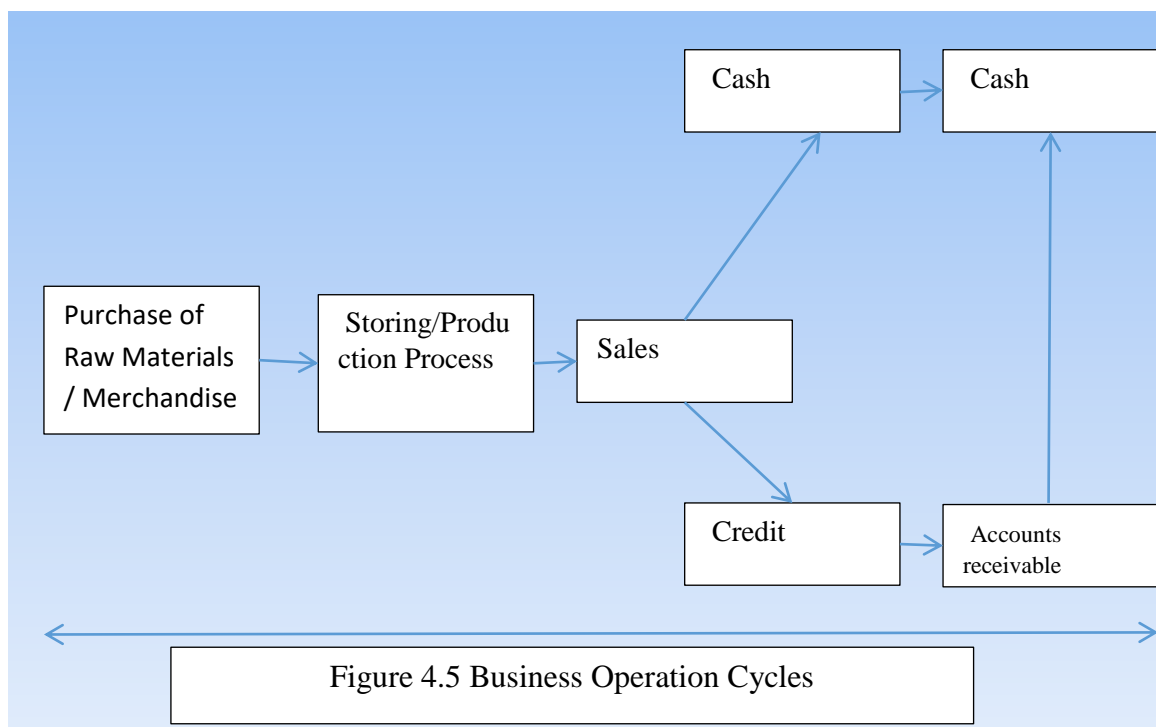 Cash
Cash
Purchase of
Raw Materials
/ Merchandise
Storing/Produ
ction Process
Sales
Credit
Accounts
receivable
Figure 4.5 Business Operation Cycles